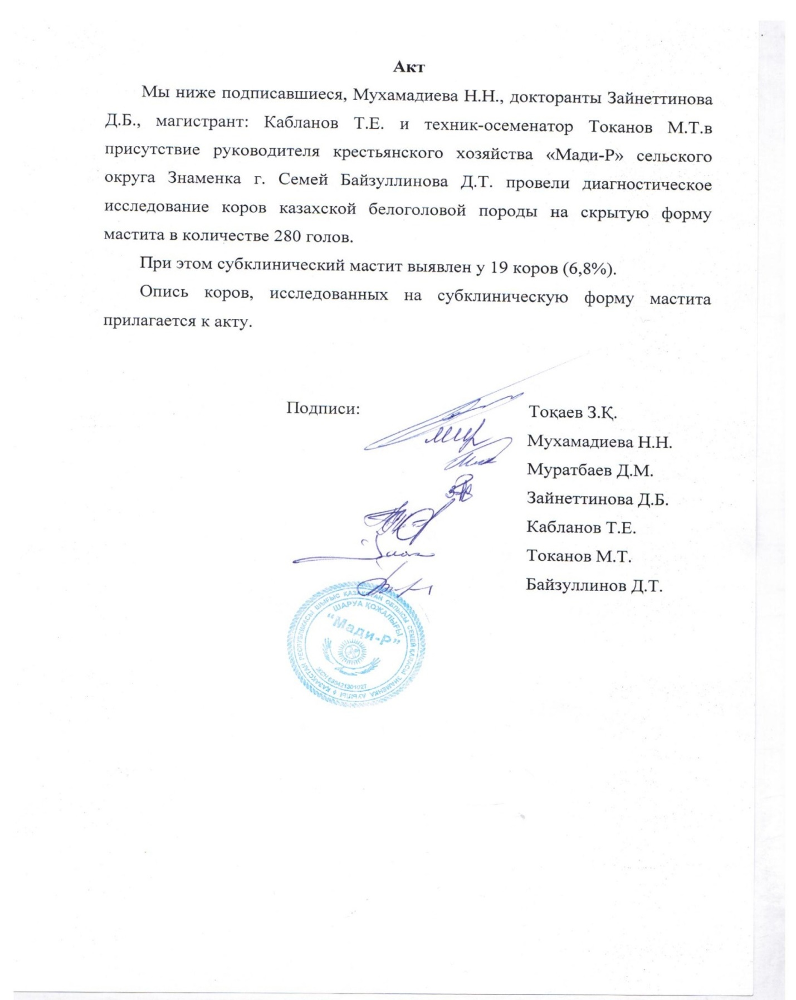 Акт
Мы ниже подписавшиеся, Мухамадиева Н.Н., докторанты Зайнеттинова
Д.Б., магистрант: Кабланов Т.Е. и техник-осеменатор Токанов М.Т.в
присутствие руководителя крестьянского хозяйства «Мади-Р» сельского
округа Знаменка г. Семей Байзуллинова Д.Т. провели диагностическое
исследование коров казахской белоголовой породы на скрытую форму
мастита в количестве 280 голов.
При этом субклинический мастит выявлен у 19 коров (6,8%).
Опись коров, исследованных на субклиническую форму мастита
прилагается к акту.
Подписи:
Тоқаев З.Қ.
Мухамадиева Н.Н.
Муратбаев Д.М.
Зайнеттинова Д.Б.
Кабланов Т.Е.
Токанов М.Т.
Байзуллинов Д.Т.
ҚАЗАҚСТАН РЕСПУБЛИКАСЫ ШЫҒЫС ҚАЗАҚСТАН ОБЛЫСЫ СЕМЕЙ ҚАЛАСЫ ЗНАМЕНКА АУЫЛЫ
ШАРУА ҚОЖАЛЫҒЫ
"Мади-Р"